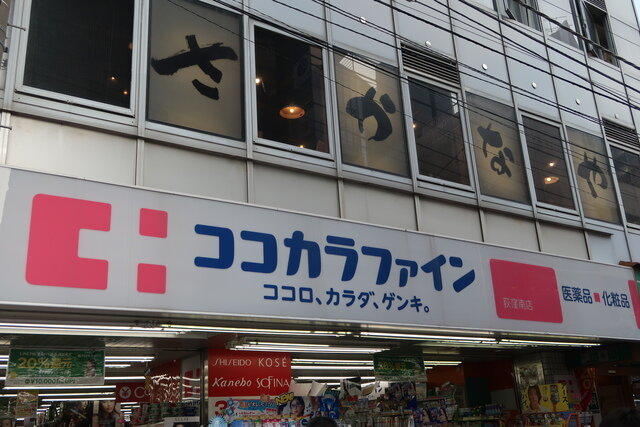 さかなや
ココカラファイン
ココロ、カラダ、ゲンキ。
荻窪南店
医薬品■化粧品
SHISEIDO KOSÉ
Kanebo SOFINA